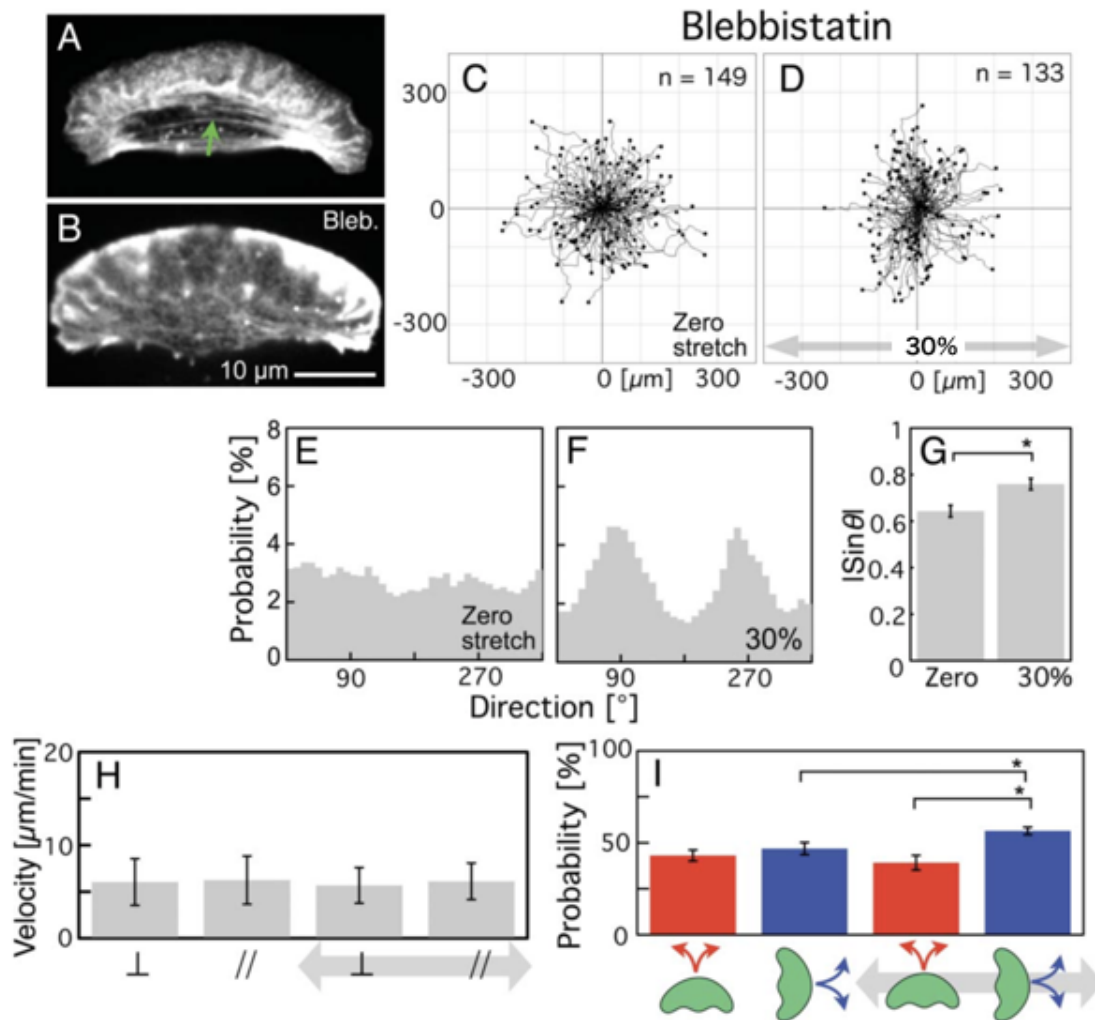 Blebbistatin
A
B
Bleb.
10 μm
C
n = 149
Zero
stretch
300
0
-300
-300
0 [μm]
300
D
n = 133
30%
-300
0 [μm]
300
E
Probability [%]
8
6
4
2
0
Zero
stretch
90
270
F
30%
90
270
Direction [°]
G
|Sinθ|
1
0.8
0.6
0.4
0.2
0
*
Zero
30%
H
Velocity [μm/min]
20
10
0
⊥
//
⊥
//
I
Probability [%]
100
50
0
*
*